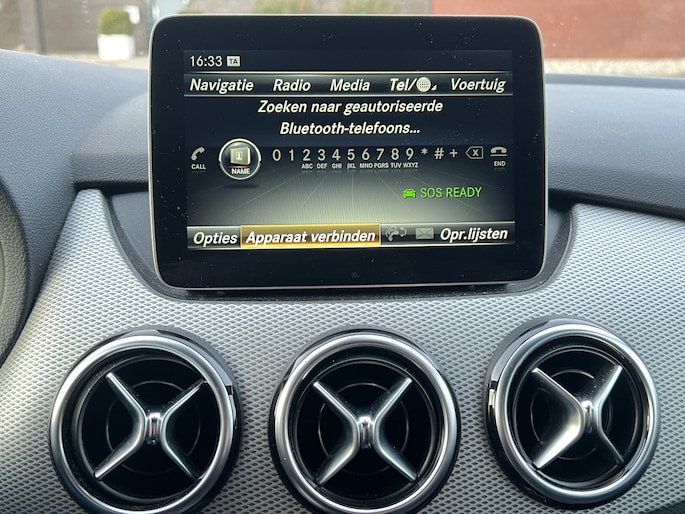 16:33 TA
Navigatie Radio Media Tel/ Voertuig
Zoeken naar geautoriseerde
Bluetooth-telefoons...
0 1 2 3 4 5 6 7 8 9 * # +
ABC DEF GHI JKL MNO PQRS TUV WXYZ
CALL NAME END
SOS READY
Opties Apparaat verbinden Opr.lijsten